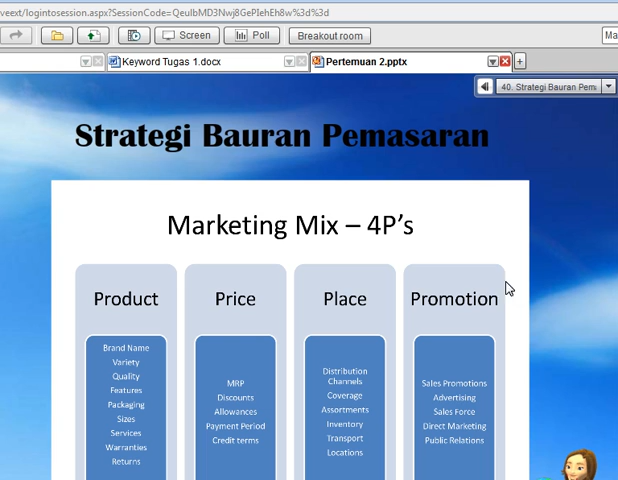 veext/logintosession.aspx?SessionCode=QeuIbMD3Nwj8GePIehEh8w%3d%3d
Screen
Poll
Breakout room
Ma
Keyword Tugas 1.docx
Pertemuan 2.pptx
+
40. Strategi Bauran Pem
Strategi Bauran Pemasaran
Marketing Mix – 4P's
Product
Brand Name
Variety
Quality
Features
Packaging
Sizes
Services
Warranties
Returns
Price
MRP
Discounts
Allowances
Payment Period
Credit terms
Place
Distribution
Channels
Coverage
Assortments
Inventory
Transport
Locations
Promotion
Sales Promotions
Advertising
Sales Force
Direct Marketing
Public Relations